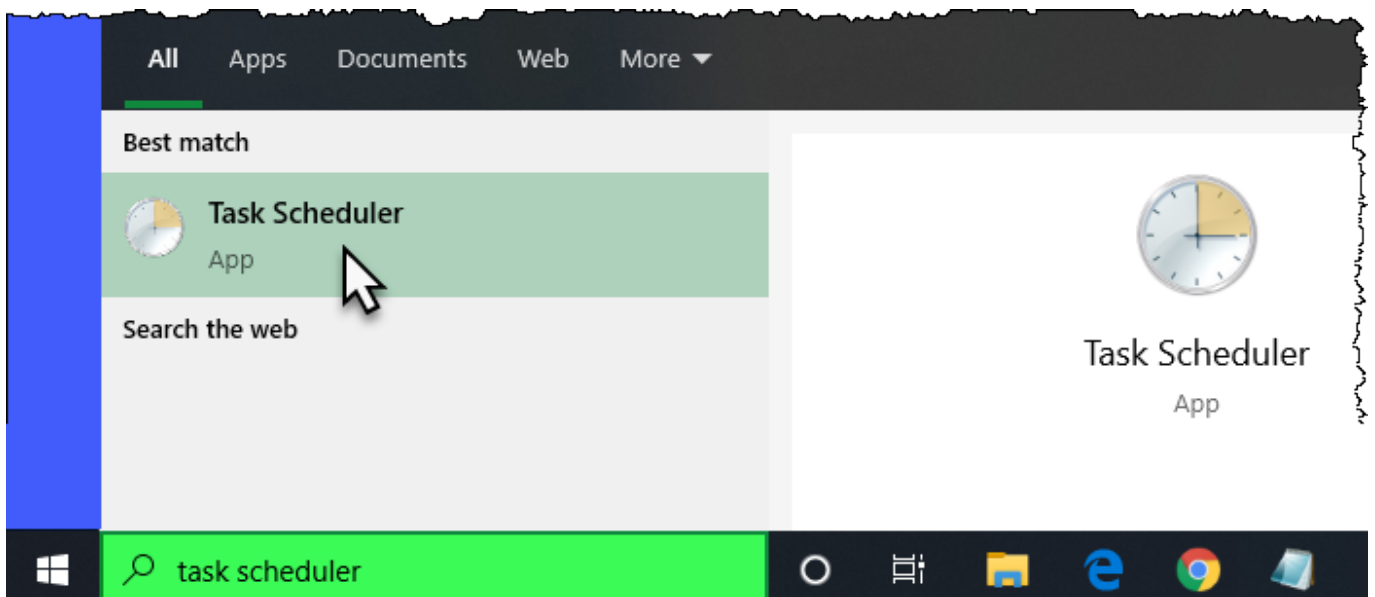 All Apps Documents Web More
Best match
Task Scheduler
App
Search the web
Task Scheduler
App
task scheduler